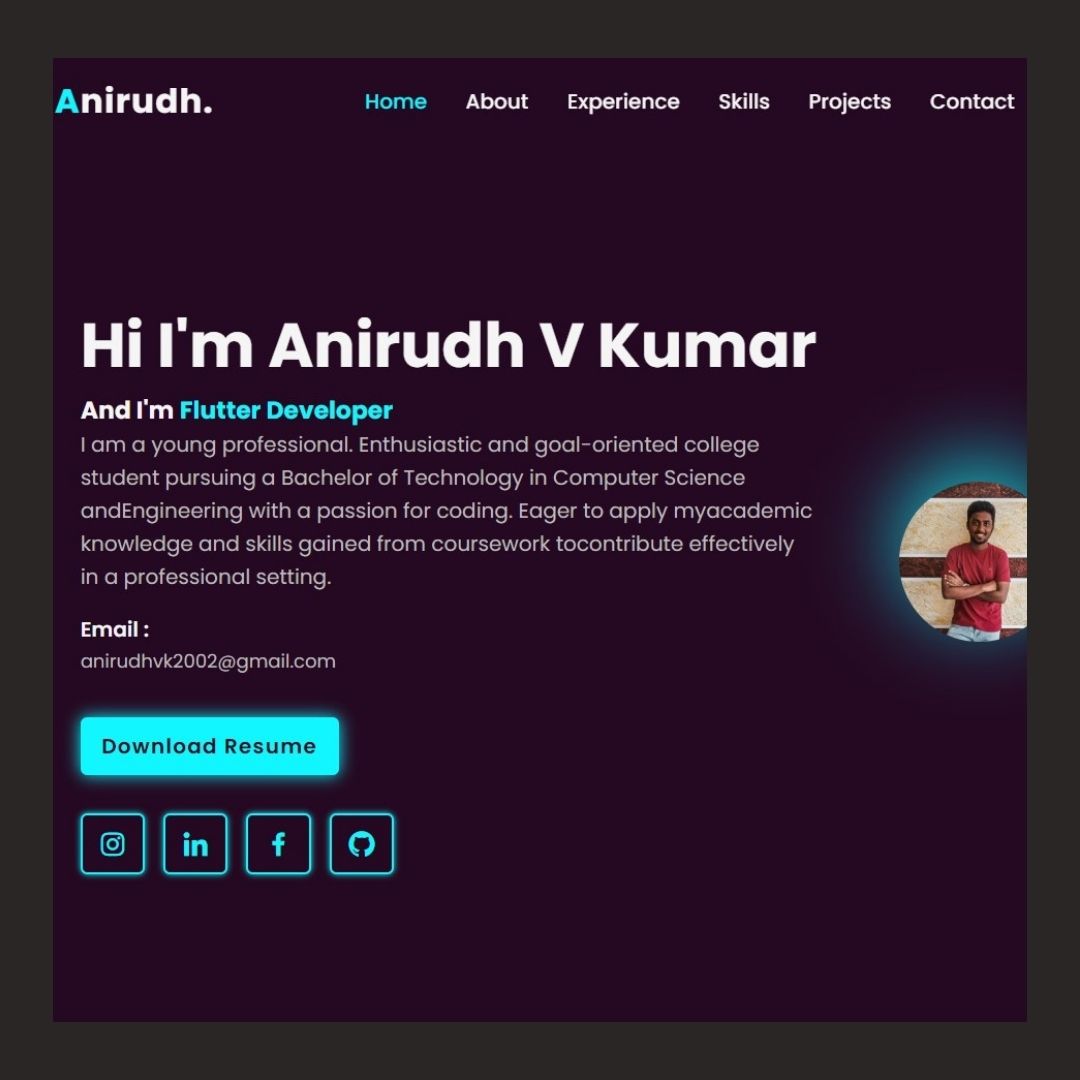 Anirudh.
Home About Experience Skills Projects Contact
Hi I'm Anirudh V Kumar
And I'm Flutter Developer
I am a young professional. Enthusiastic and goal-oriented college
student pursuing a Bachelor of Technology in Computer Science
andEngineering with a passion for coding. Eager to apply myacademic
knowledge and skills gained from coursework tocontribute effectively
in a professional setting.
Email :
anirudhvk2002@gmail.com
Download Resume